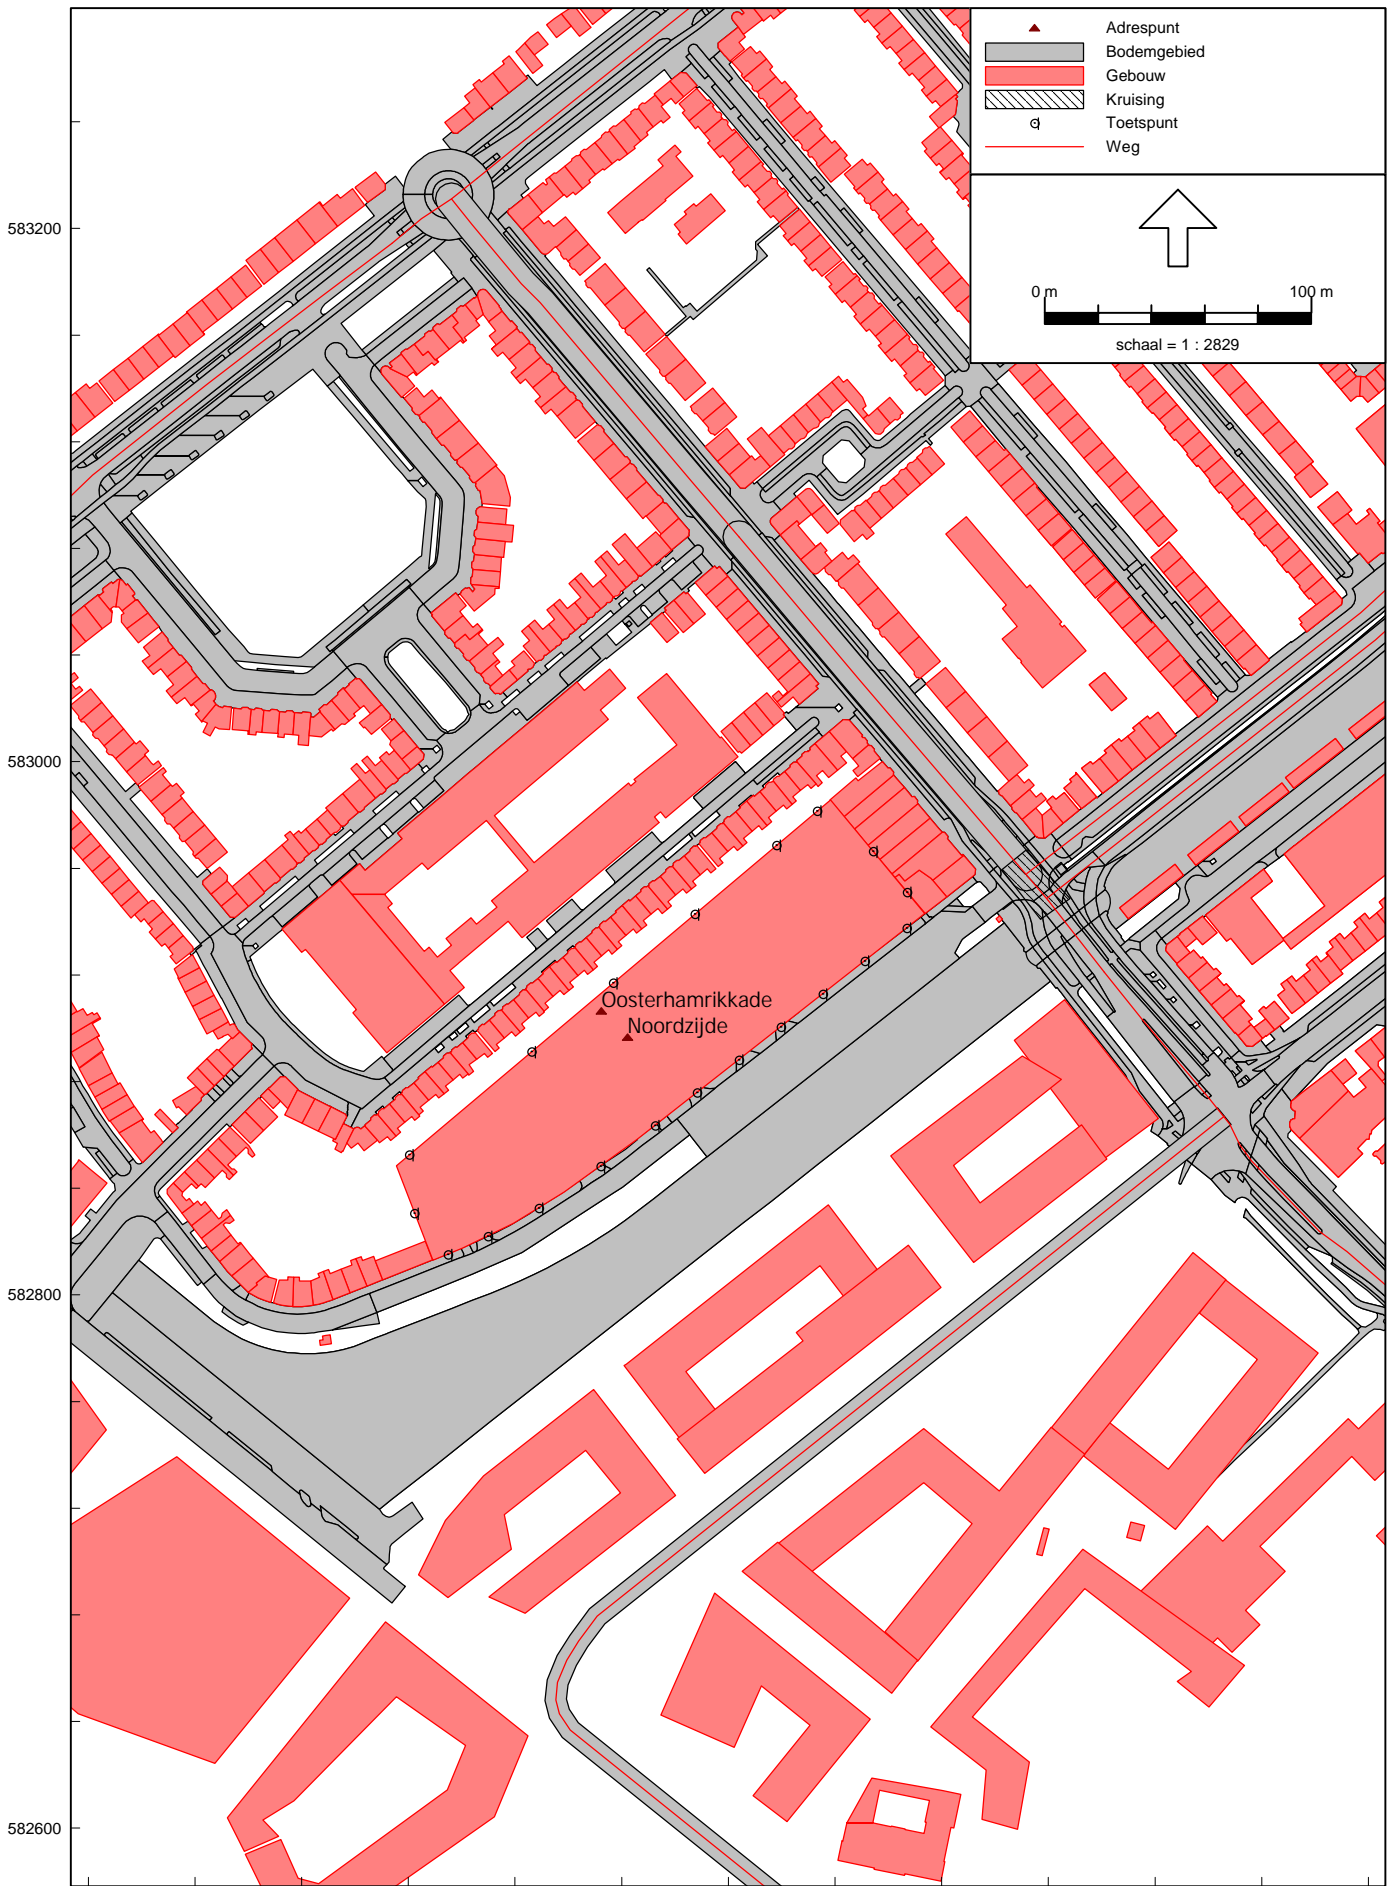 Adrespunt
Bodemgebied
Gebouw
Kruising
Toetspunt
Weg
0 m 100 m
schaal = 1 : 2829
583200
583000
582800
582600
Oosterhamrikkade
Noordzijde